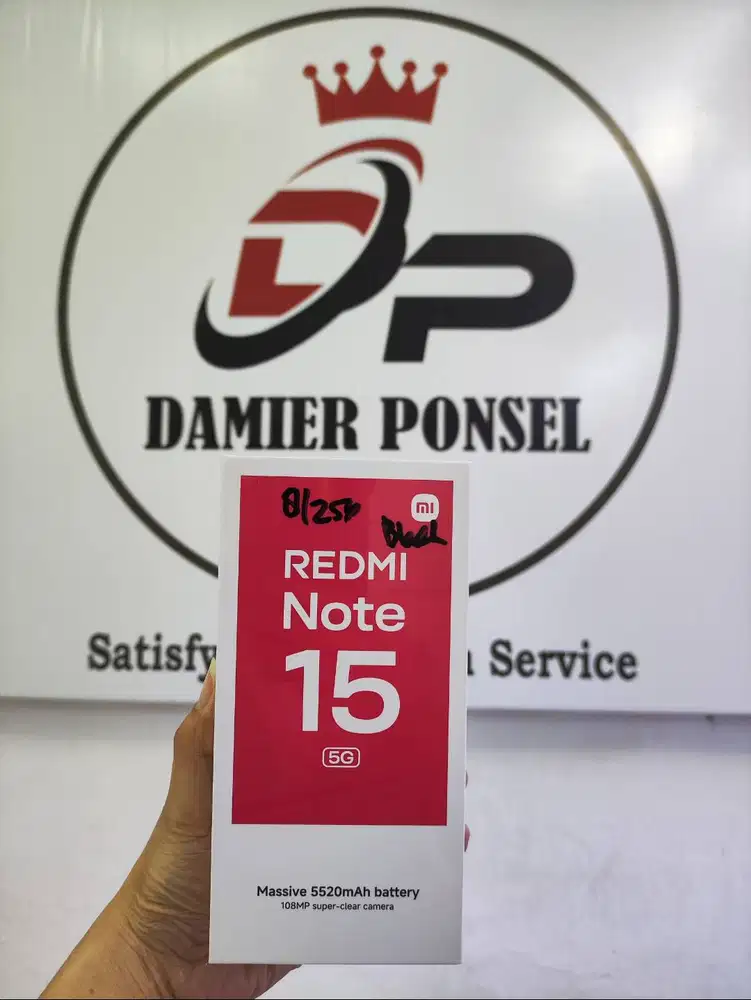 DP
DAMIER PONSEL
Satisfy
Service
8/256
mi
Black
REDMI
Note
15
5G
Massive 5520mAh battery
108MP super-clear camera